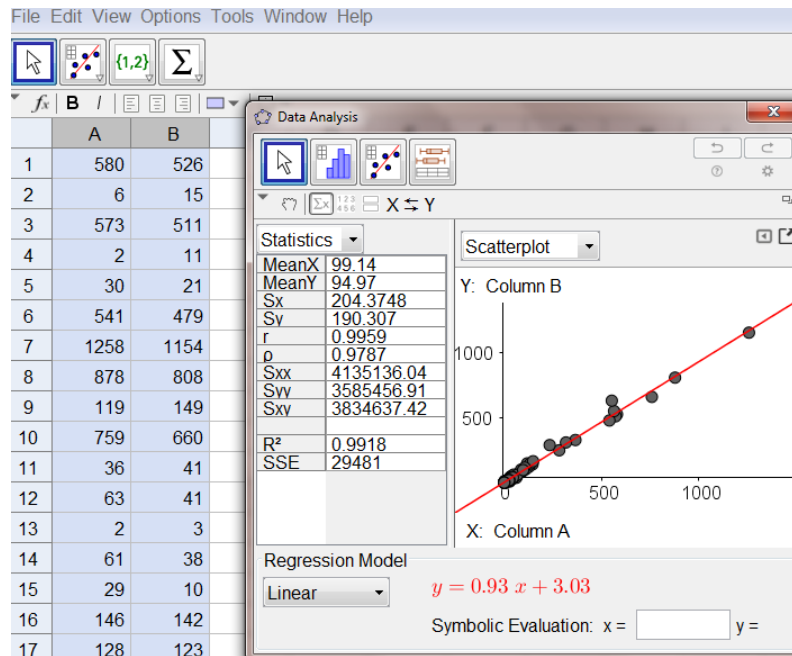 File Edit View Options Tools Window Help
{1,2} Σ
fx B I
Data Analysis x
A B
1 580 526
2 6 15
3 573 511
4 2 11
5 30 21
6 541 479
7 1258 1154
8 878 808
9 119 149
10 759 660
11 36 41
12 63 41
13 2 3
14 61 38
15 29 10
16 146 142
17 128 123
Σx 123 456 X ⇆ Y
Statistics
MeanX 99.14
MeanY 94.97
Sx 204.3748
Sy 190.307
r 0.9959
ρ 0.9787
Sxx 4135136.04
Syy 3585456.91
Sxy 3834637.42
R² 0.9918
SSE 29481
Scatterplot
Y: Column B
1000
500
0 500 1000
X: Column A
Regression Model
Linear
y = 0.93 x + 3.03
Symbolic Evaluation: x = y =